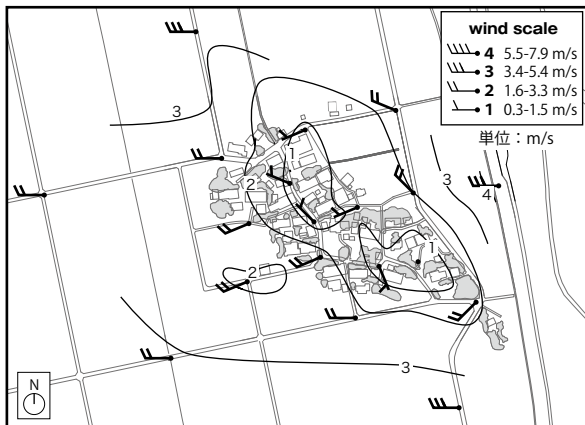 wind scale
4 5.5-7.9 m/s
3 3.4-5.4 m/s
2 1.6-3.3 m/s
1 0.3-1.5 m/s
単位：m/s
3
1
3
2
4
1
2
3
N